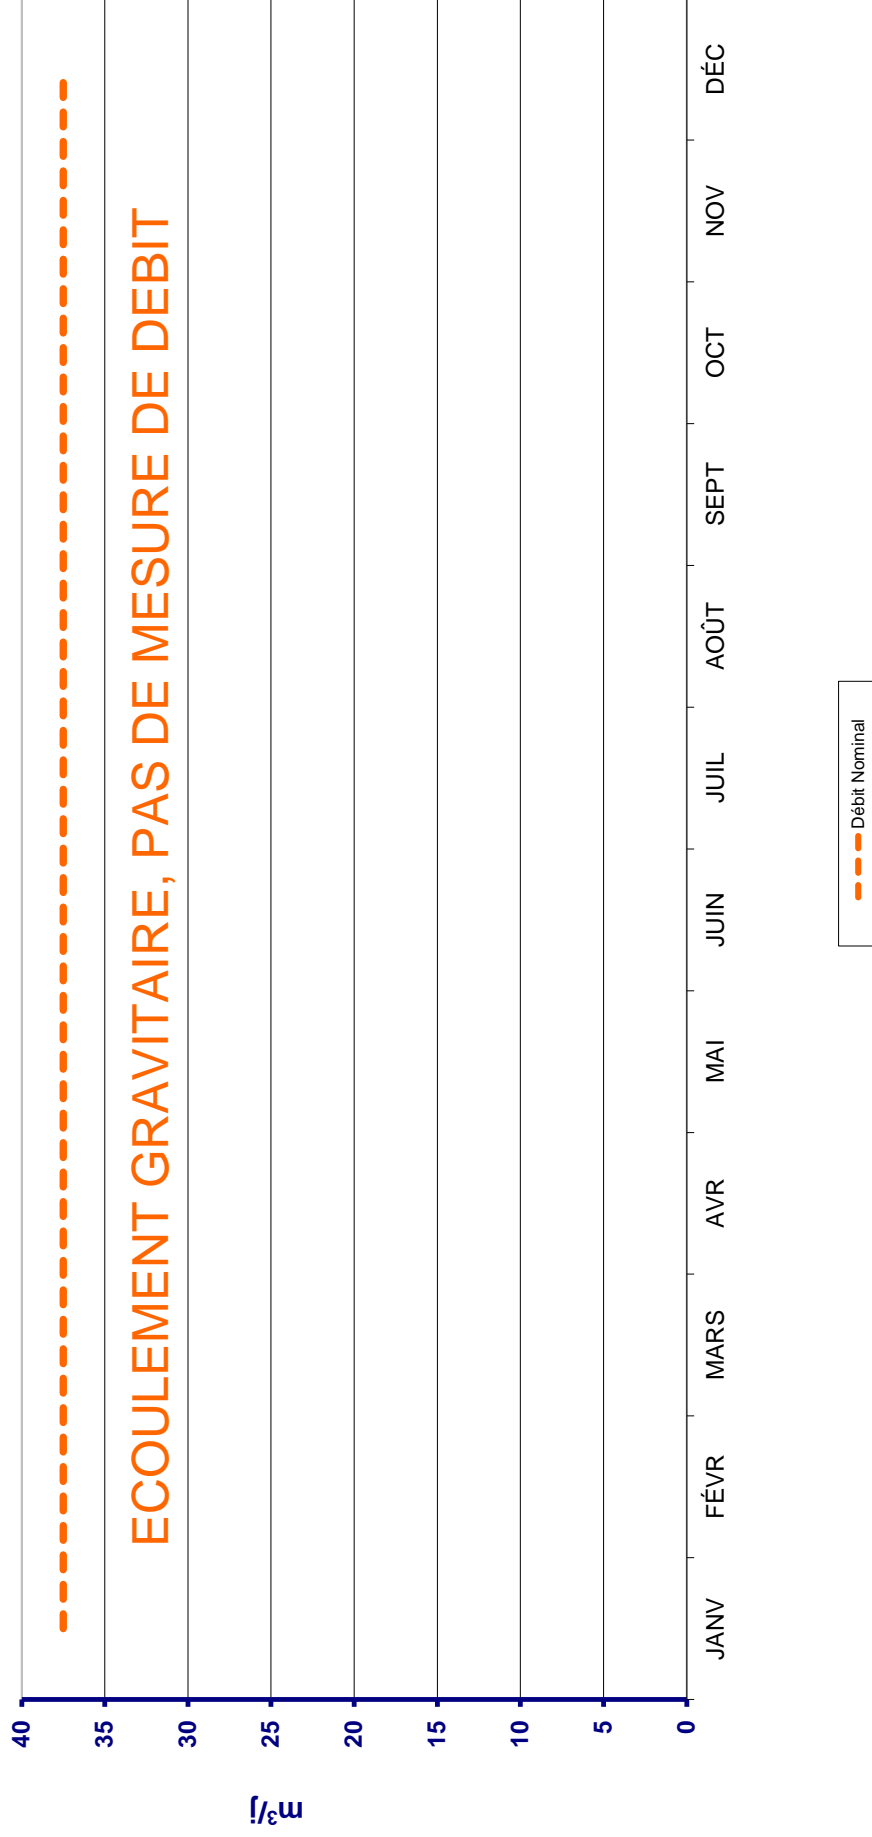 40
35
30
25
20
15
10
5
0
m³/j
ECOULEMENT GRAVITAIRE, PAS DE MESURE DE DEBIT
JANV
FÉVR
MARS
AVR
MAI
JUIN
JUIL
AOÛT
SEPT
OCT
NOV
DÉC
Débit Nominal